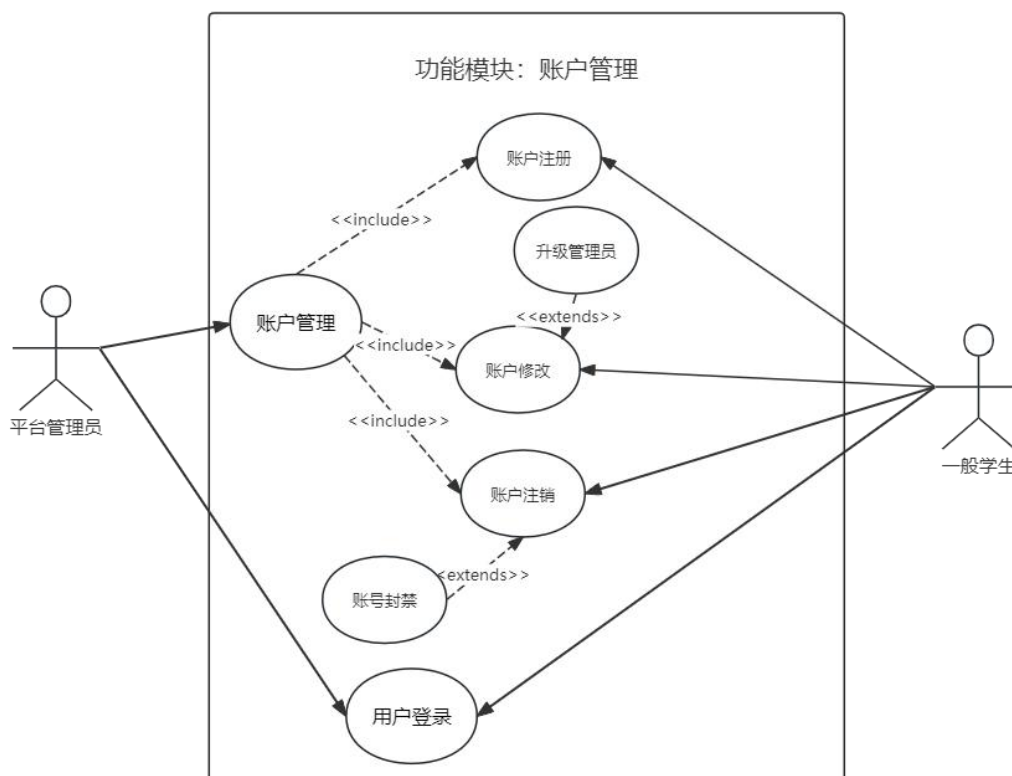 功能模块：账户管理
账户注册
<<include>>
升级管理员
<<extends>>
账户管理
<<include>>
账户修改
平台管理员
<<include>>
一般学生
账户注销
<extends>>
账号封禁
用户登录